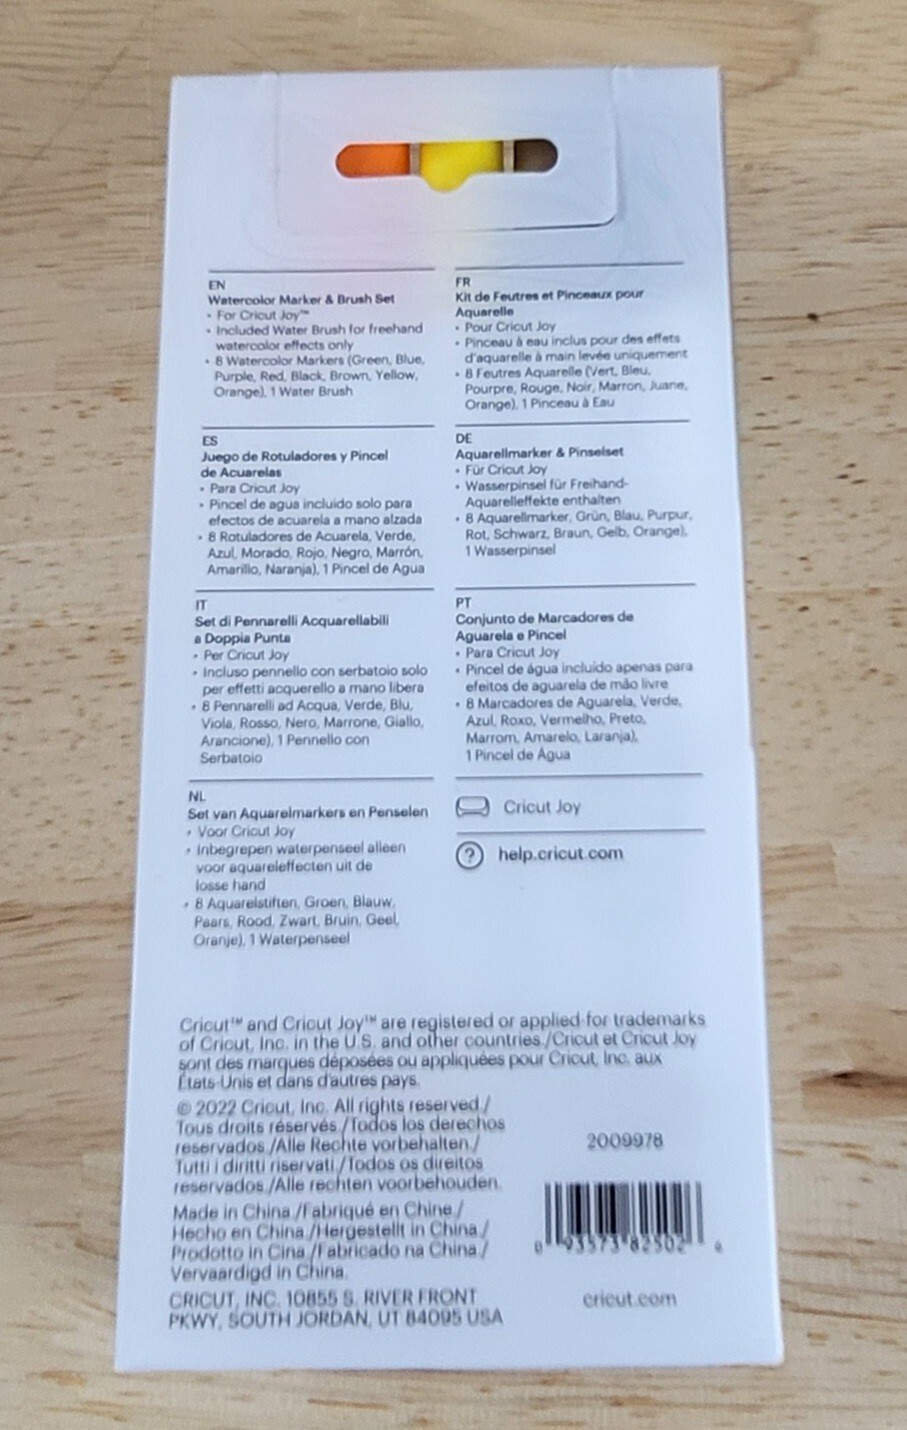 EN
Watercolor Marker & Brush Set
• For Cricut Joy™
• Included Water Brush for freehand
watercolor effects only
• 8 Watercolor Markers (Green, Blue,
Purple, Red, Black, Brown, Yellow,
Orange), 1 Water Brush
FR
Kit de Feutres et Pinceaux pour
Aquarelle
• Pour Cricut Joy
• Pinceau à eau inclus pour des effets
d'aquarelle à main levée uniquement
• 8 Feutres Aquarelle (Vert, Bleu,
Pourpre, Rouge, Noir, Marron, Juane,
Orange), 1 Pinceau à Eau
ES
Juego de Rotuladores y Pincel
de Acuarelas
• Para Cricut Joy
• Pincel de agua incluido solo para
efectos de acuarela a mano alzada
• 8 Rotuladores de Acuarela, Verde,
Azul, Morado, Rojo, Negro, Marrón,
Amarillo, Naranja), 1 Pincel de Agua
DE
Aquarellmarker & Pinselset
• Für Cricut Joy
• Wasserpinsel für Freihand-
Aquarelleffekte enthalten
• 8 Aquarellmarker, Grün, Blau, Purpur,
Rot, Schwarz, Braun, Gelb, Orange),
1 Wasserpinsel
IT
Set di Pennarelli Acquarellabili
a Doppia Punta
• Per Cricut Joy
• Incluso pennello con serbatoio solo
per effetti acquerello a mano libera
• 8 Pennarelli ad Acqua, Verde, Blu,
Viola, Rosso, Nero, Marrone, Giallo,
Arancione), 1 Pennello con
Serbatoio
PT
Conjunto de Marcadores de
Aguarela e Pincel
• Para Cricut Joy
• Pincel de água incluído apenas para
efeitos de aguarela de mão livre
• 8 Marcadores de Aguarela, Verde,
Azul, Roxo, Vermelho, Preto,
Marrom, Amarelo, Laranja),
1 Pincel de Água
NL
Set van Aquarelmarkers en Penselen
• Voor Cricut Joy
• Inbegrepen waterpenseel alleen
voor aquareleffecten uit de
losse hand
• 8 Aquarelstiften, Groen, Blauw,
Paars, Rood, Zwart, Bruin, Geel,
Oranje), 1 Waterpenseel
Cricut Joy
help.cricut.com
Cricut™ and Cricut Joy™ are registered or applied-for trademarks
of Cricut, Inc. in the U.S. and other countries./Cricut et Cricut Joy
sont des marques déposées ou appliquées pour Cricut, Inc. aux
États-Unis et dans d'autres pays.
© 2022 Cricut, Inc. All rights reserved./
Tous droits réservés./Todos los derechos
reservados./Alle Rechte vorbehalten./
Tutti i diritti riservati./Todos os direitos
reservados./Alle rechten voorbehouden.
Made in China./Fabriqué en Chine./
Hecho en China./Hergestellt in China./
Prodotto in Cina./Fabricado na China./
Vervaardigd in China.
CRICUT, INC. 10855 S. RIVER FRONT
PKWY, SOUTH JORDAN, UT 84095 USA
2009978
0 93573 82502
cricut.com